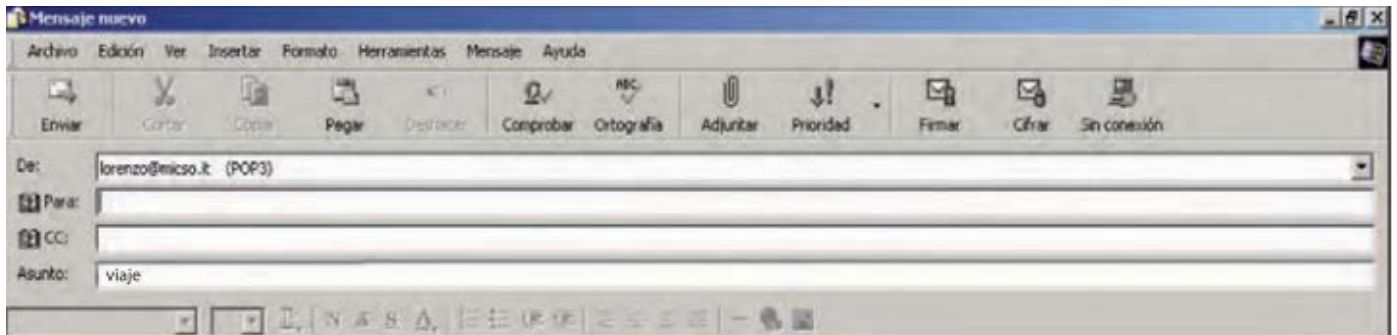 Mensaje nuevo
Archivo Edición Ver Insertar Formato Herramientas Mensaje Ayuda
Enviar Cortar Copiar Pegar Deshacer Comprobar Ortografía Adjuntar Prioridad Firmar Cifrar Sin conexión
De: lorenzo@micso.it (POP3)
Para:
CC:
Asunto: viaje